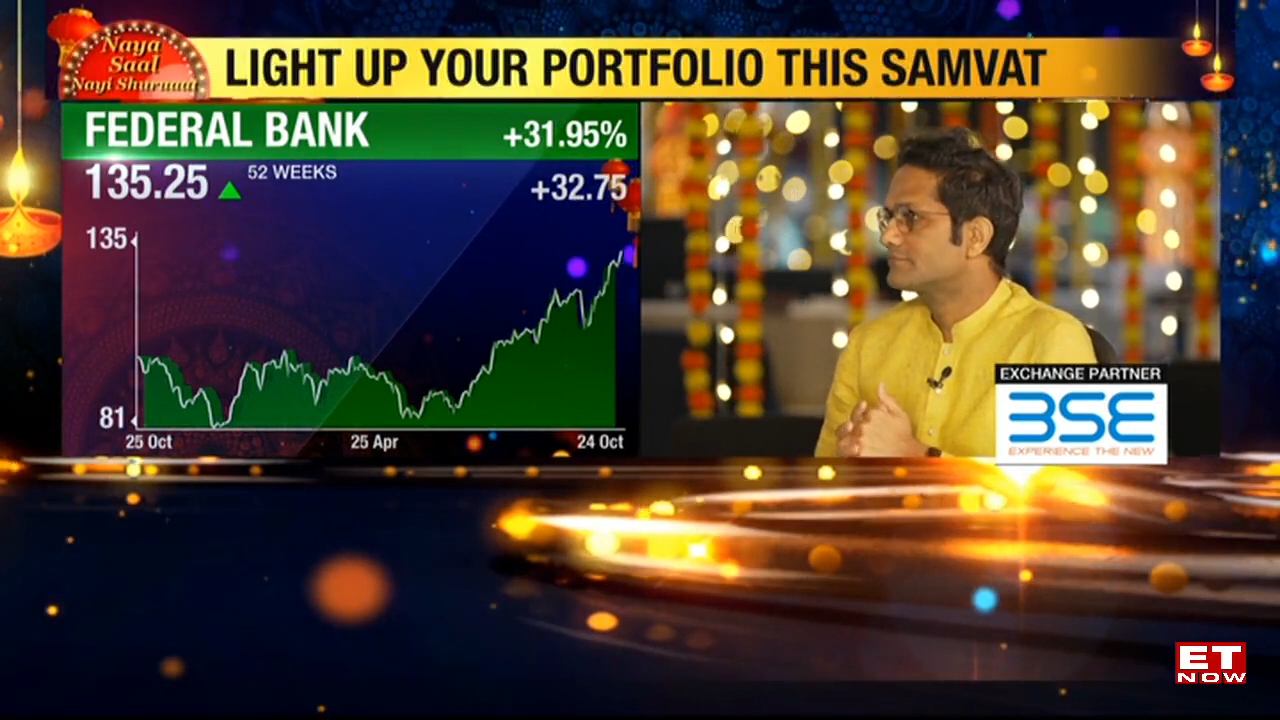 Naya
Saal
Nayi Shuruaat
LIGHT UP YOUR PORTFOLIO THIS SAMVAT
FEDERAL BANK
+31.95%
135.25
52 WEEKS
+32.75
135
81
25 Oct
25 Apr
24 Oct
EXCHANGE PARTNER
BSE
EXPERIENCE THE NEW
ET
NOW